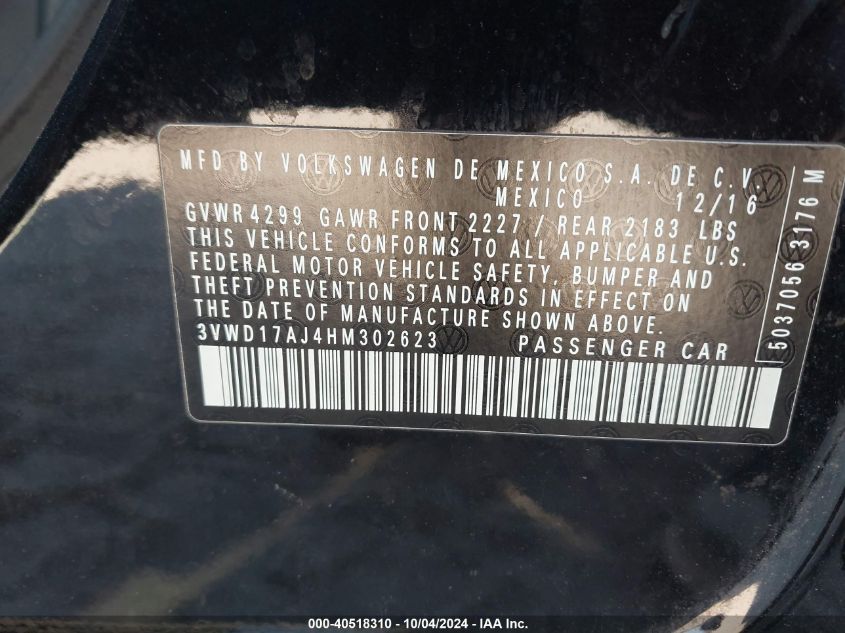 MFD BY VOLKSWAGEN DE MEXICO S.A. DE C.V.
MEXICO 12/16
GVWR 4299 GAWR FRONT 2227 / REAR 2183 LBS
THIS VEHICLE CONFORMS TO ALL APPLICABLE U.S.
FEDERAL MOTOR VEHICLE SAFETY, BUMPER AND
THEFT PREVENTION STANDARDS IN EFFECT ON
THE DATE OF MANUFACTURE SHOWN ABOVE.
3VWD17AJ4HM302623 PASSENGER CAR
50370563176 M
000-40518310 - 10/04/2024 - IAA Inc.